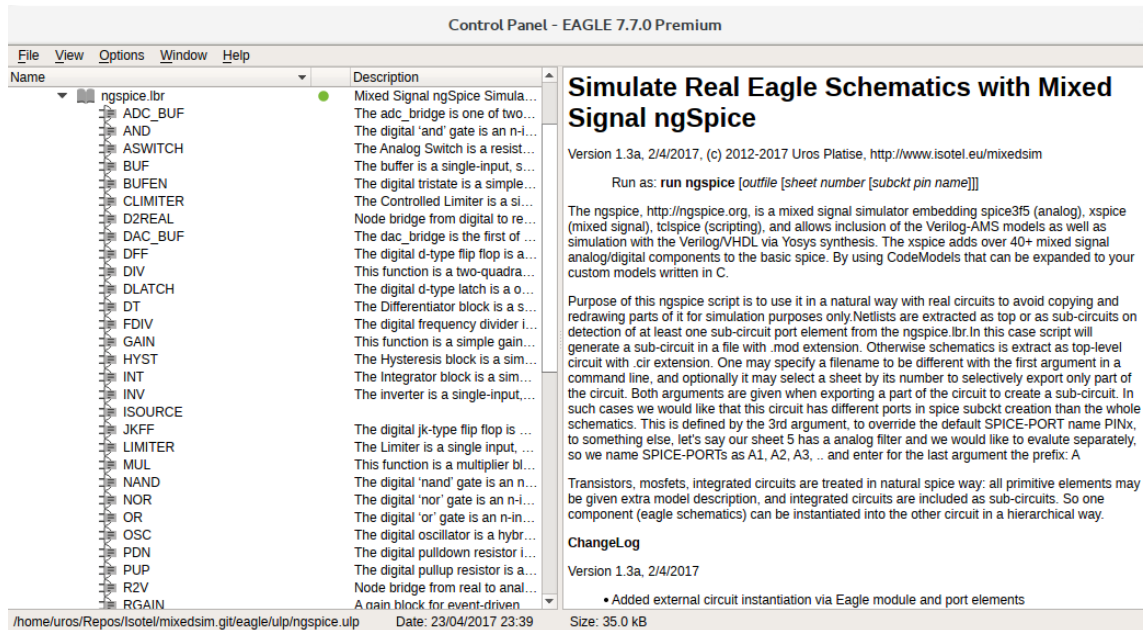 Control Panel - EAGLE 7.7.0 Premium
File View Options Window Help
Name Description
ngspice.lbr Mixed Signal ngSpice Simula...
ADC_BUF The adc_bridge is one of two...
AND The digital ‘and’ gate is an n-i...
ASWITCH The Analog Switch is a resist...
BUF The buffer is a single-input, s...
BUFEN The digital tristate is a simple...
CLIMITER The Controlled Limiter is a si...
D2REAL Node bridge from digital to re...
DAC_BUF The dac_bridge is the first of ...
DFF The digital d-type flip flop is a...
DIV This function is a two-quadra...
DLATCH The digital d-type latch is a o...
DT The Differentiator block is a s...
FDIV The digital frequency divider i...
GAIN This function is a simple gain...
HYST The Hysteresis block is a sim...
INT The Integrator block is a sim...
INV The inverter is a single-input,...
ISOURCE
JKFF The digital jk-type flip flop is ...
LIMITER The Limiter is a single input, ...
MUL This function is a multiplier bl...
NAND The digital ‘nand’ gate is an n...
NOR The digital ‘nor’ gate is an n-i...
OR The digital ‘or’ gate is an n-in...
OSC The digital oscillator is a hybr...
PDN The digital pulldown resistor i...
PUP The digital pullup resistor is a...
R2V Node bridge from real to anal...
RGAIN A gain block for event-driven
Simulate Real Eagle Schematics with Mixed
Signal ngSpice
Version 1.3a, 2/4/2017, (c) 2012-2017 Uros Platise, http://www.isotel.eu/mixedsim
Run as: run ngspice [outfile [sheet number [subckt pin name]]]
The ngspice, http://ngspice.org, is a mixed signal simulator embedding spice3f5 (analog), xspice
(mixed signal), tclspice (scripting), and allows inclusion of the Verilog-AMS models as well as
simulation with the Verilog/VHDL via Yosys synthesis. The xspice adds over 40+ mixed signal
analog/digital components to the basic spice. By using CodeModels that can be expanded to your
custom models written in C.
Purpose of this ngspice script is to use it in a natural way with real circuits to avoid copying and
redrawing parts of it for simulation purposes only.Netlists are extracted as top or as sub-circuits on
detection of at least one sub-circuit port element from the ngspice.lbr.In this case script will
generate a sub-circuit in a file with .mod extension. Otherwise schematics is extract as top-level
circuit with .cir extension. One may specify a filename to be different with the first argument in a
command line, and optionally it may select a sheet by its number to selectively export only part of
the circuit. Both arguments are given when exporting a part of the circuit to create a sub-circuit. In
such cases we would like that this circuit has different ports in spice subckt creation than the whole
schematics. This is defined by the 3rd argument, to override the default SPICE-PORT name PINx,
to something else, let's say our sheet 5 has a analog filter and we would like to evalute separately,
so we name SPICE-PORTs as A1, A2, A3, .. and enter for the last argument the prefix: A
Transistors, mosfets, integrated circuits are treated in natural spice way: all primitive elements may
be given extra model description, and integrated circuits are included as sub-circuits. So one
component (eagle schematics) can be instantiated into the other circuit in a hierarchical way.
ChangeLog
Version 1.3a, 2/4/2017
• Added external circuit instantiation via Eagle module and port elements
/home/uros/Repos/Isotel/mixedsim.git/eagle/ulp/ngspice.ulp Date: 23/04/2017 23:39 Size: 35.0 kB